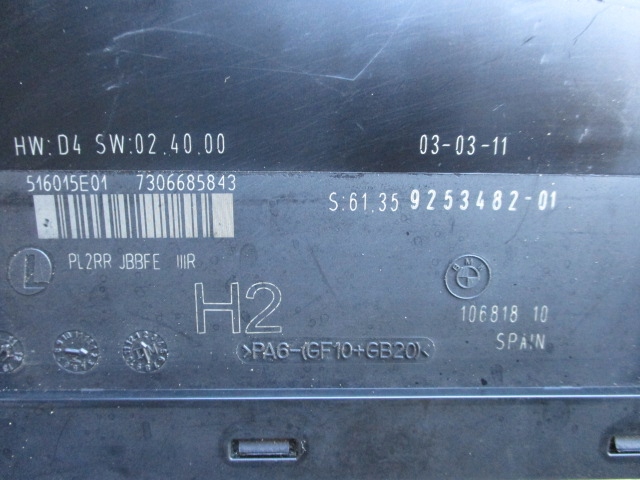 HW:D4 SW:02.40.00
03-03-11
516015E01 7306685843
S:61.35 9253482-01
L PL2RR JBBFE IIIR
BMW
H2
106818 10
>PA6-(GF10+GB20)<
SPAIN